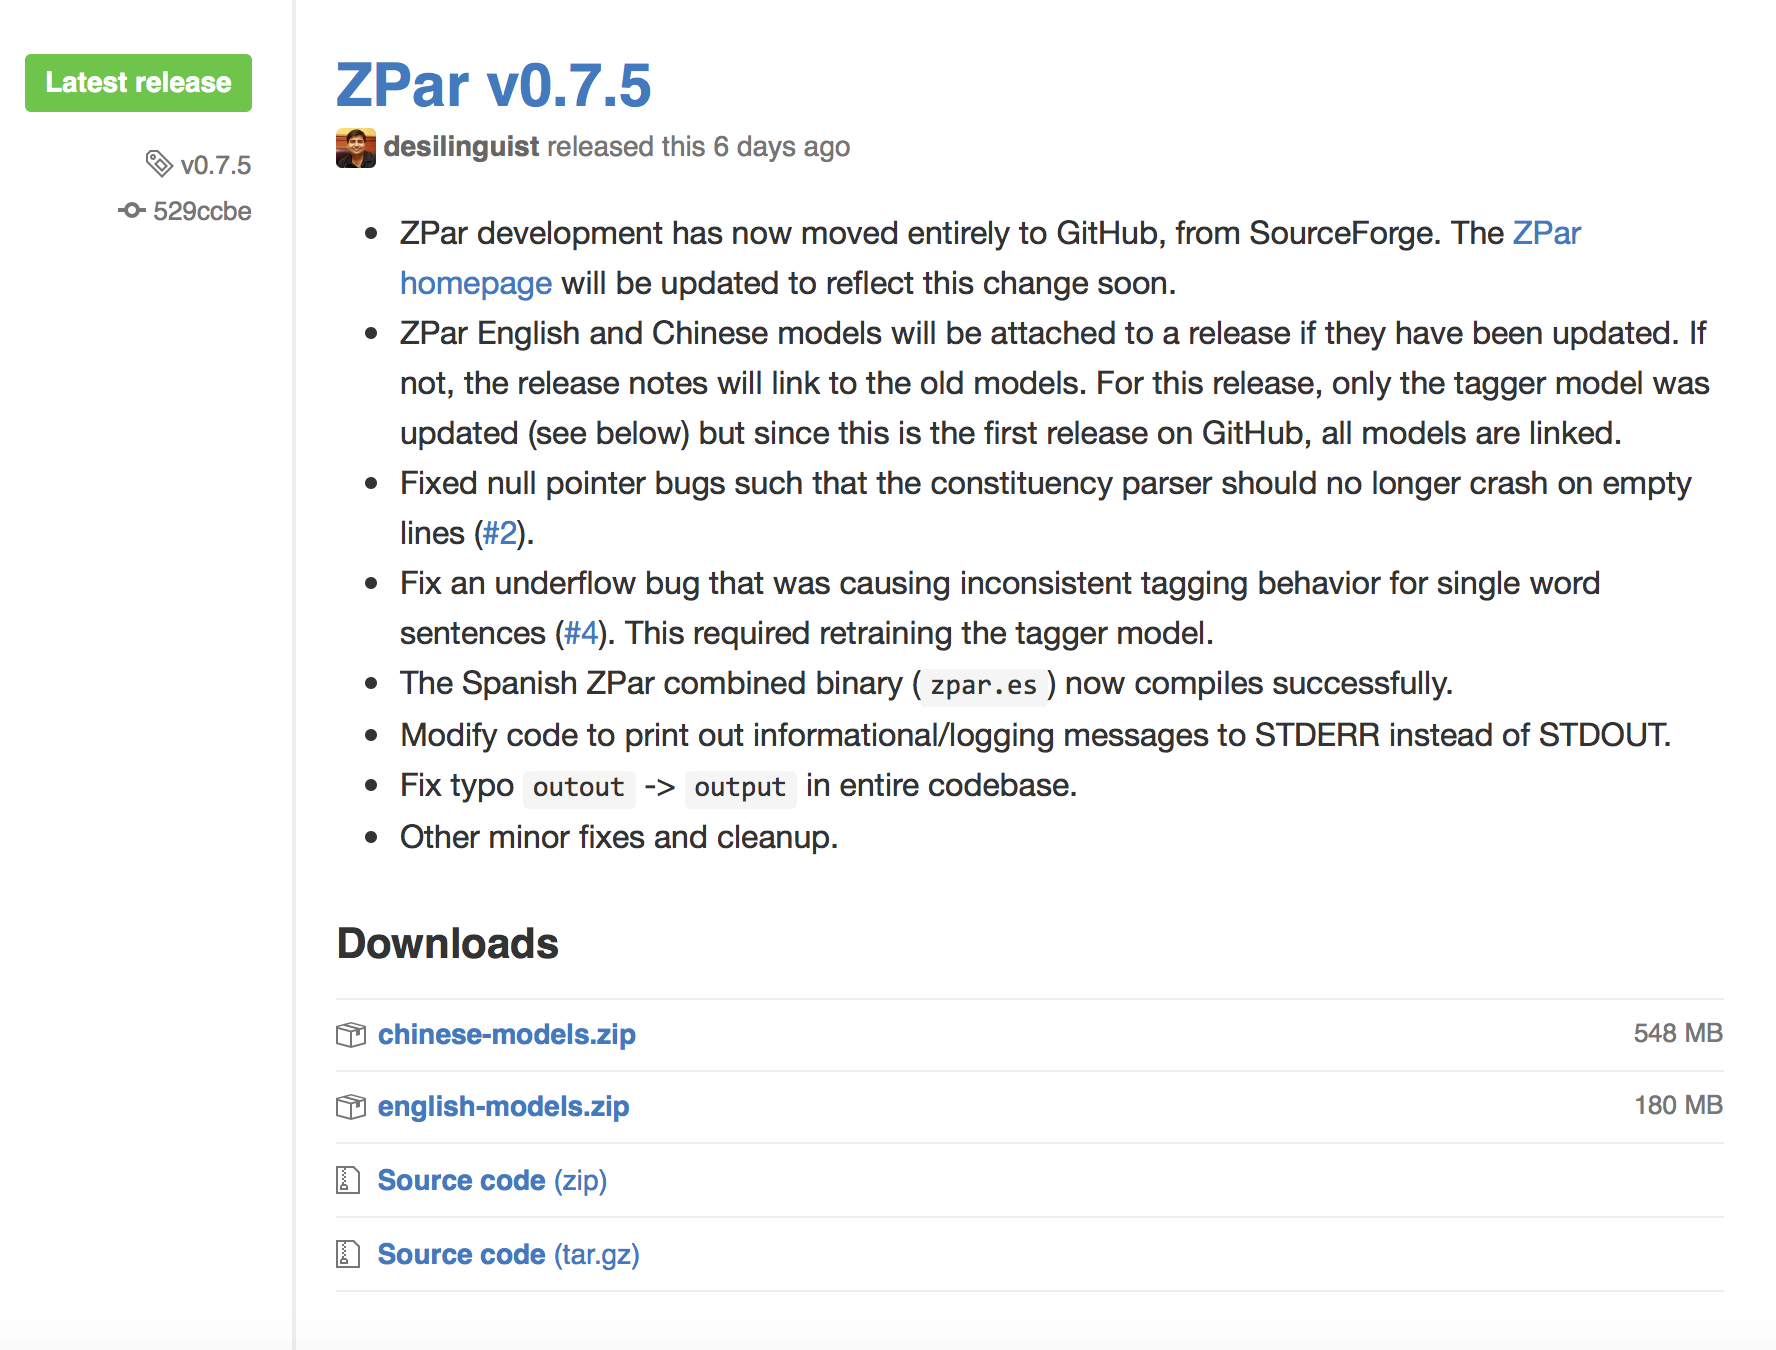 Latest release
v0.7.5
529ccbe
ZPar v0.7.5
desilinguist released this 6 days ago
• ZPar development has now moved entirely to GitHub, from SourceForge. The ZPar
homepage will be updated to reflect this change soon.
• ZPar English and Chinese models will be attached to a release if they have been updated. If
not, the release notes will link to the old models. For this release, only the tagger model was
updated (see below) but since this is the first release on GitHub, all models are linked.
• Fixed null pointer bugs such that the constituency parser should no longer crash on empty
lines (#2).
• Fix an underflow bug that was causing inconsistent tagging behavior for single word
sentences (#4). This required retraining the tagger model.
• The Spanish ZPar combined binary ( zpar.es ) now compiles successfully.
• Modify code to print out informational/logging messages to STDERR instead of STDOUT.
• Fix typo outout -> output in entire codebase.
• Other minor fixes and cleanup.
Downloads
chinese-models.zip 548 MB
english-models.zip 180 MB
Source code (zip)
Source code (tar.gz)